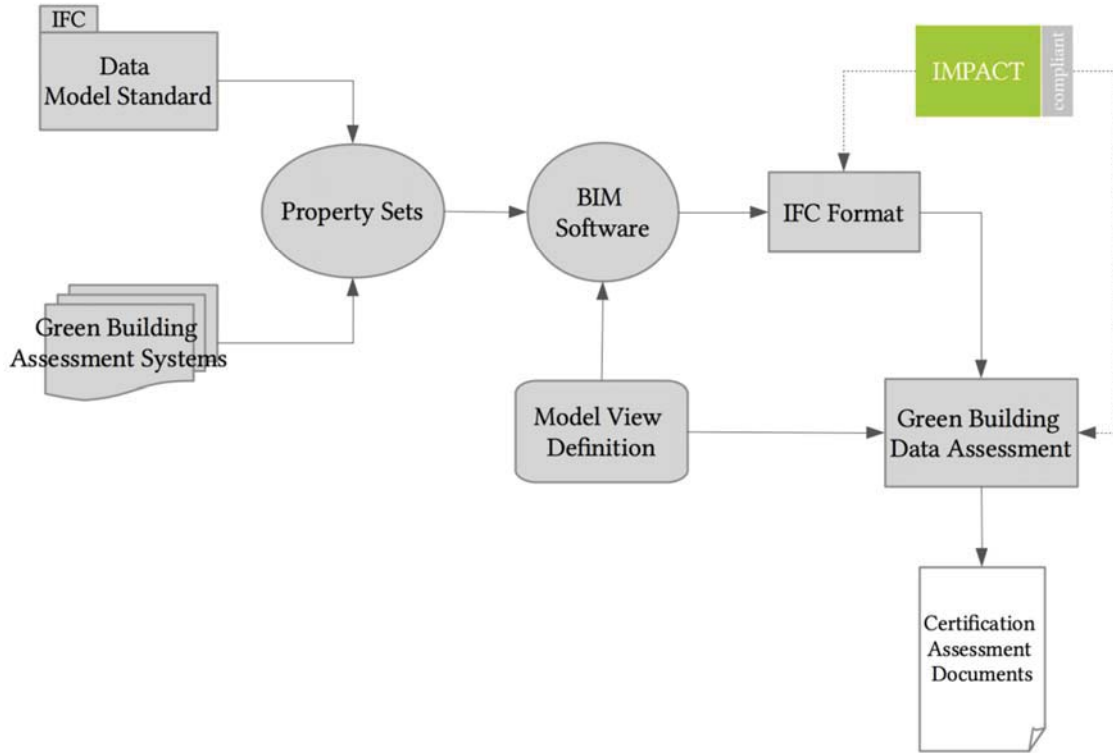 IFC
Data
Model Standard
IMPACT
compliant
Property Sets
BIM
Software
IFC Format
Green Building
Assessment Systems
Model View
Definition
Green Building
Data Assessment
Certification
Assessment
Documents